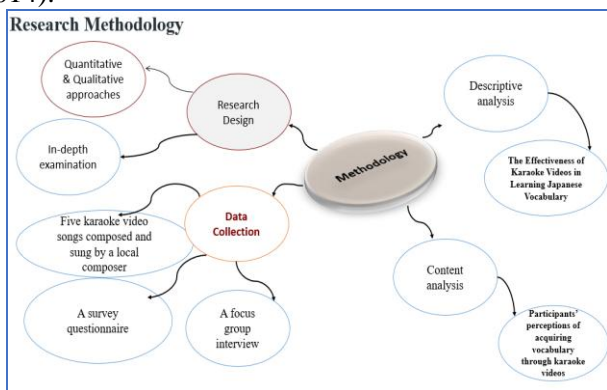 Research Methodology
Quantitative
& Qualitative
approaches
Research
Design
In-depth
examination
Methodology
Descriptive
analysis
The Effectiveness of
Karaoke Videos in
Learning Japanese
Vocabulary
Data
Collection
Five karaoke video
songs composed and
sung by a local
composer
A survey
questionnaire
A focus
group
interview
Content
analysis
Participants'
perceptions of
acquiring
vocabulary
through karaoke
videos